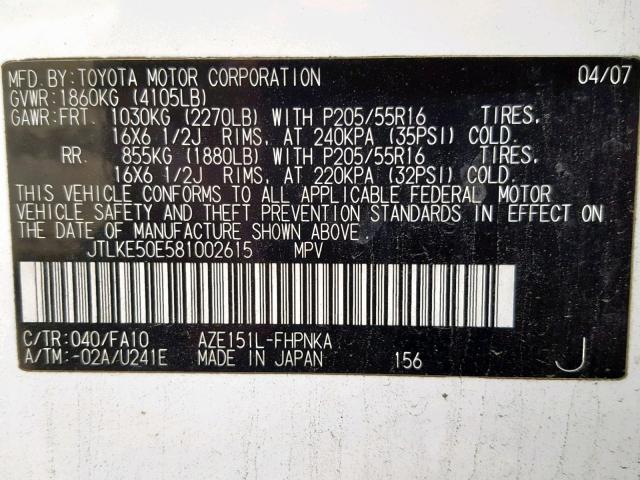 MFD.BY:TOYOTA MOTOR CORPORATION 04/07
GVWR:1860KG (4105LB)
GAWR:FRT. 1030KG (2270LB) WITH P205/55R16 TIRES,
16X6 1/2J RIMS, AT 240KPA (35PSI) COLD.
RR. 855KG (1880LB) WITH P205/55R16 TIRES,
16X6 1/2J RIMS, AT 220KPA (32PSI) COLD.
THIS VEHICLE CONFORMS TO ALL APPLICABLE FEDERAL MOTOR
VEHICLE SAFETY AND THEFT PREVENTION STANDARDS IN EFFECT ON
THE DATE OF MANUFACTURE SHOWN ABOVE.
JTLKE50E581002615 MPV
C/TR:040/FA10 AZE151L-FHPNKA
A/TM:-02A/U241E MADE IN JAPAN 156 J